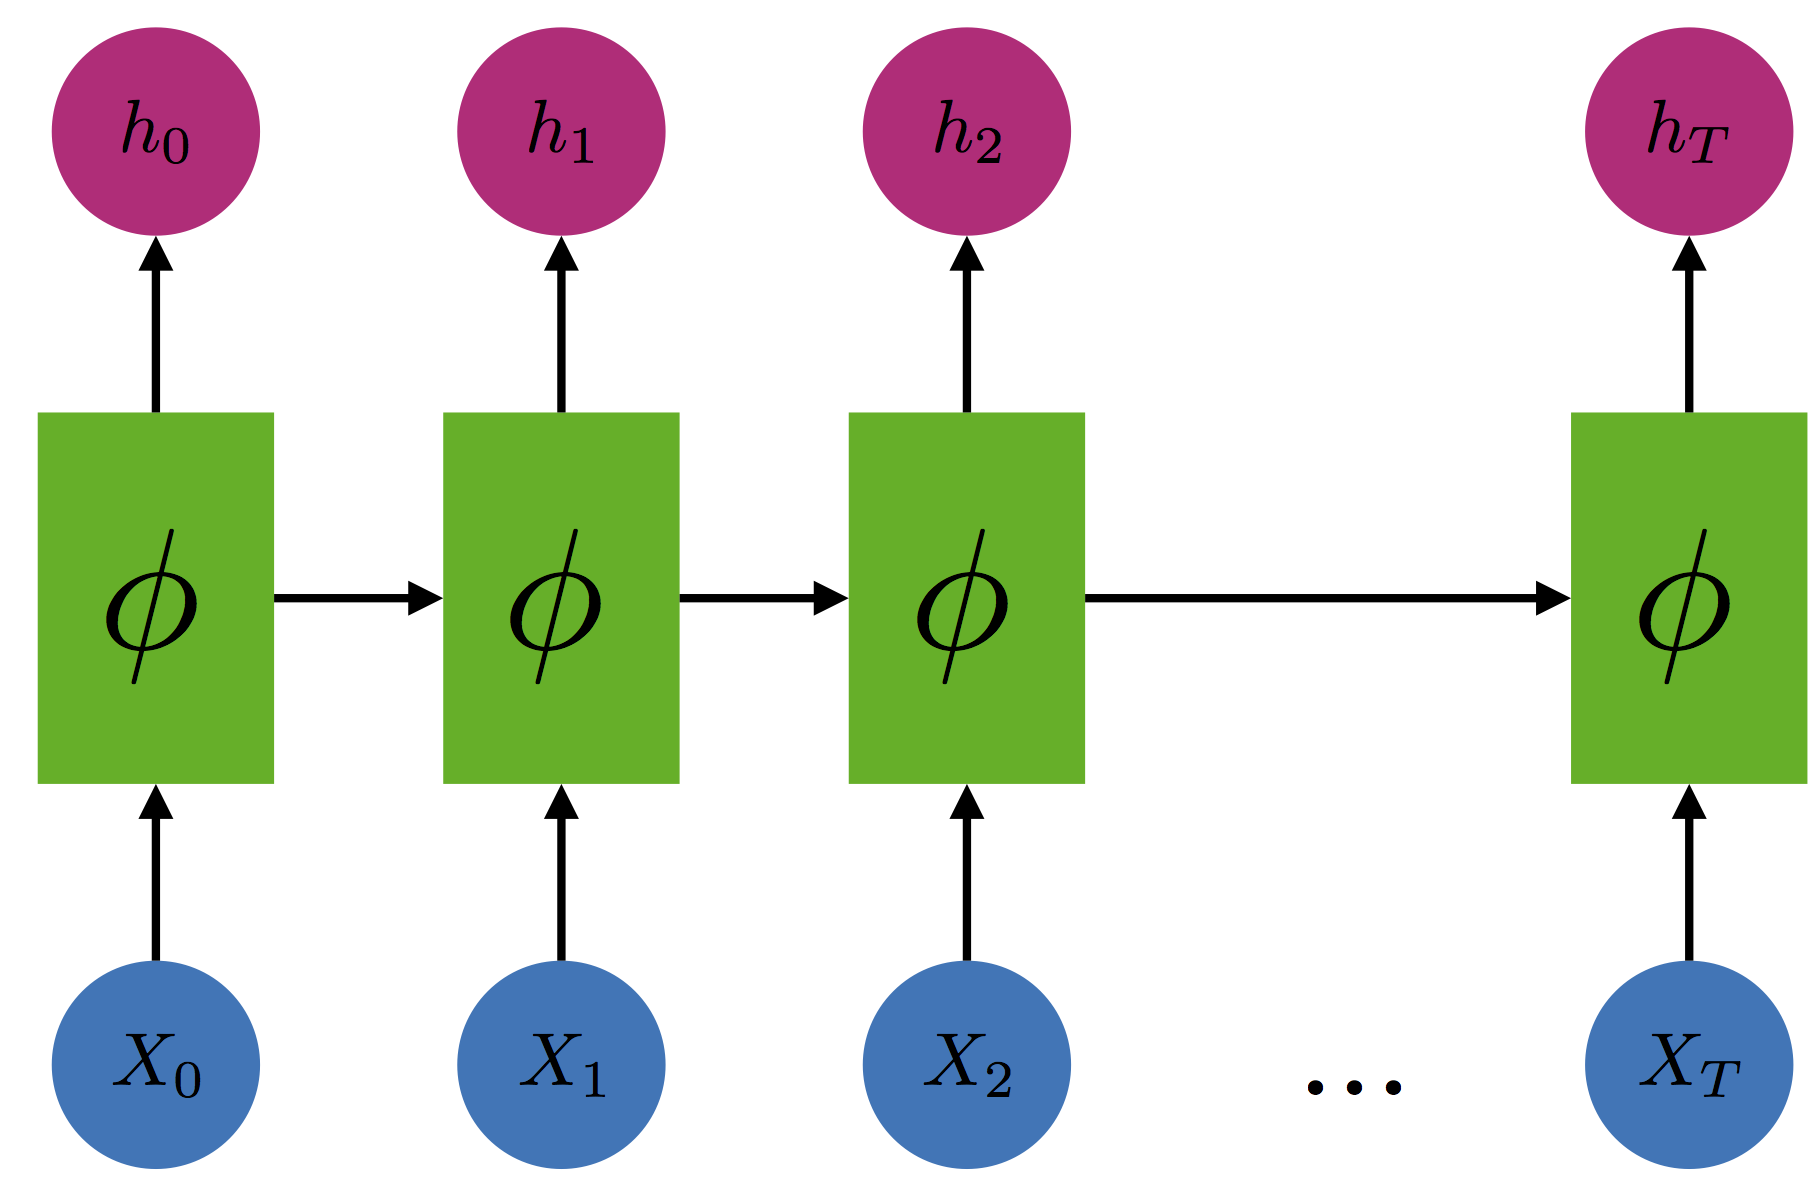 h₀ h₁ h₂ h_T
ϕ ϕ ϕ ϕ
X₀ X₁ X₂ … X_T